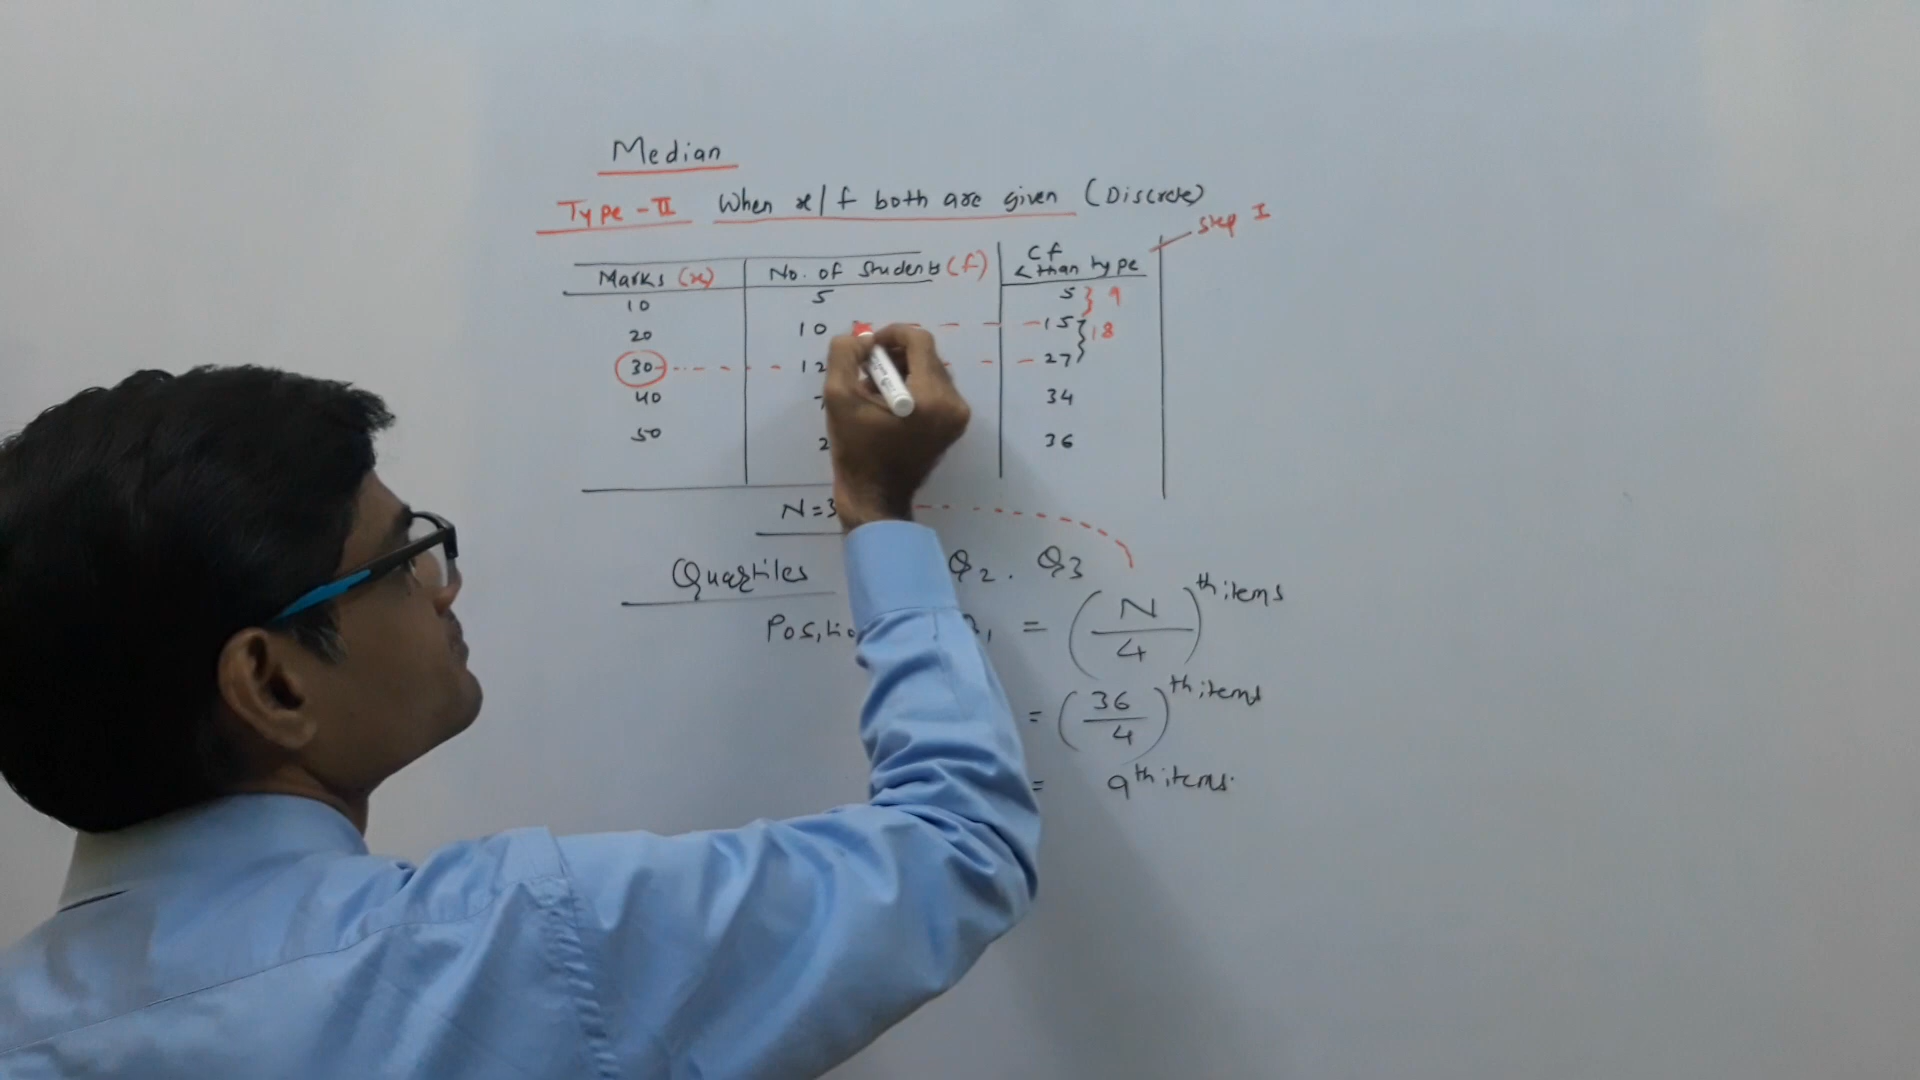 Median
Type-II When x/f both are given (Discrete)
Step I
Marks (x) No. of Students (f) Cf < than type
10 5 5 } 9
20 10 15 } 18
30 12 27
40 34
50 2 36
N=3
Quartiles Q2. Q3
= (N/4)th items
= (36/4)th items
= 9th items.